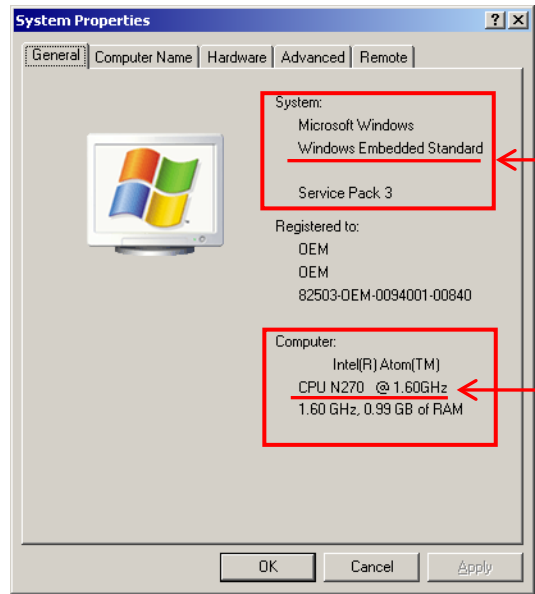 System Properties
General Computer Name Hardware Advanced Remote
System:
Microsoft Windows
Windows Embedded Standard
Service Pack 3
Registered to:
OEM
OEM
82503-OEM-0094001-00840
Computer:
Intel(R) Atom(TM)
CPU N270 @ 1.60GHz
1.60 GHz, 0.99 GB of RAM
OK Cancel Apply